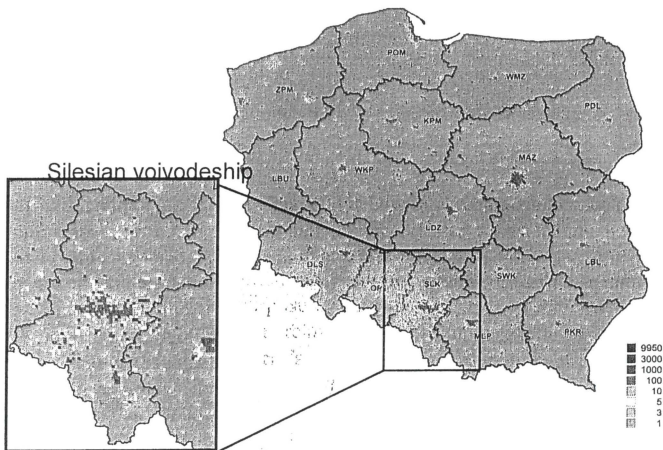 POM
WMZ
ZPM
PDL
KPM
MAZ
Silesian voivodeship
LBU
WKP
LDZ
DLS
SLK
SWK
LBL
MLP
PKR
9950
3000
1000
100
10
5
3
1